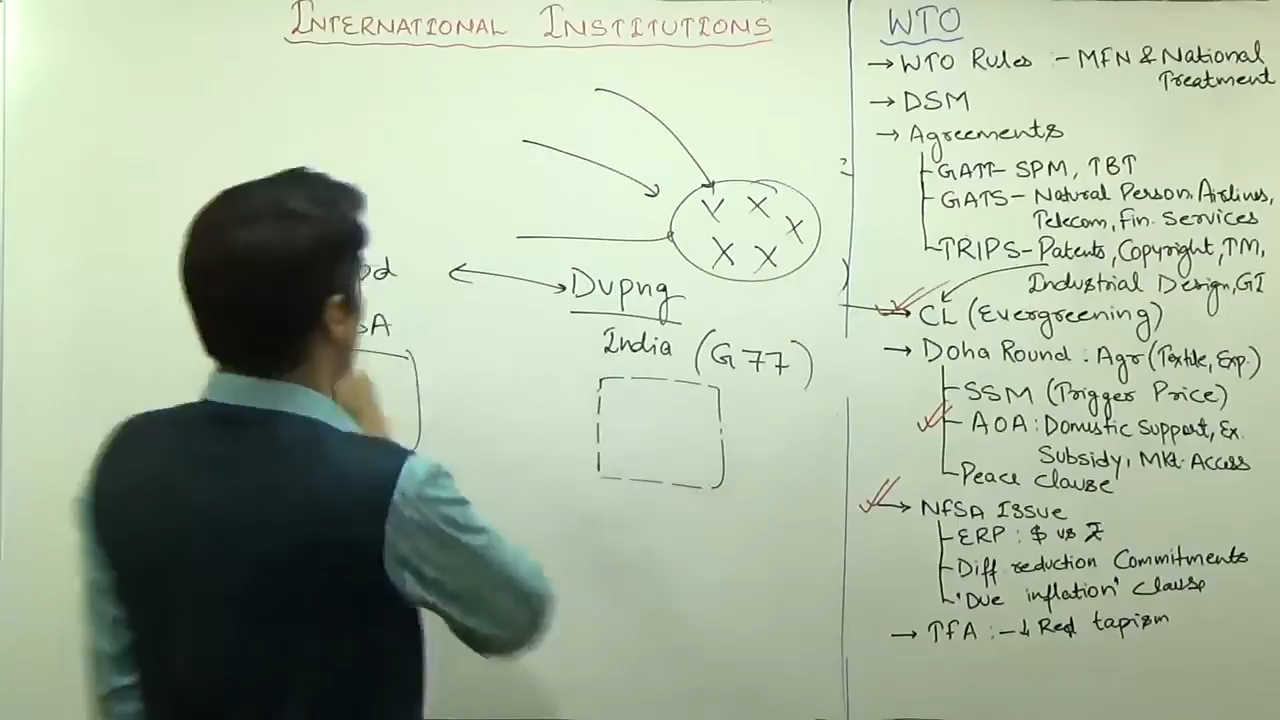 INTERNATIONAL INSTITUTIONS
Dvpng
India (G77)
WTO
→ WTO Rules :- MFN & National
Treatment
→ DSM
→ Agreements
GATT- SPM, TBT
GATS- Natural Person, Airlines,
Telecom, Fin. Services
TRIPS- Patents, Copyright, TM,
Industrial Design, GI
→ CL (Evergreening)
→ Doha Round : Agr (Textile, Exp.)
SSM (Trigger Price)
AOA: Domestic Support, Ex.
Subsidy, Mkt. Access
Peace Clause
→ NFSA Issue
ERP : $ vs ₹
Diff reduction Commitments
'Due inflation' Clause
→ TFA :- ↓ Red tapism